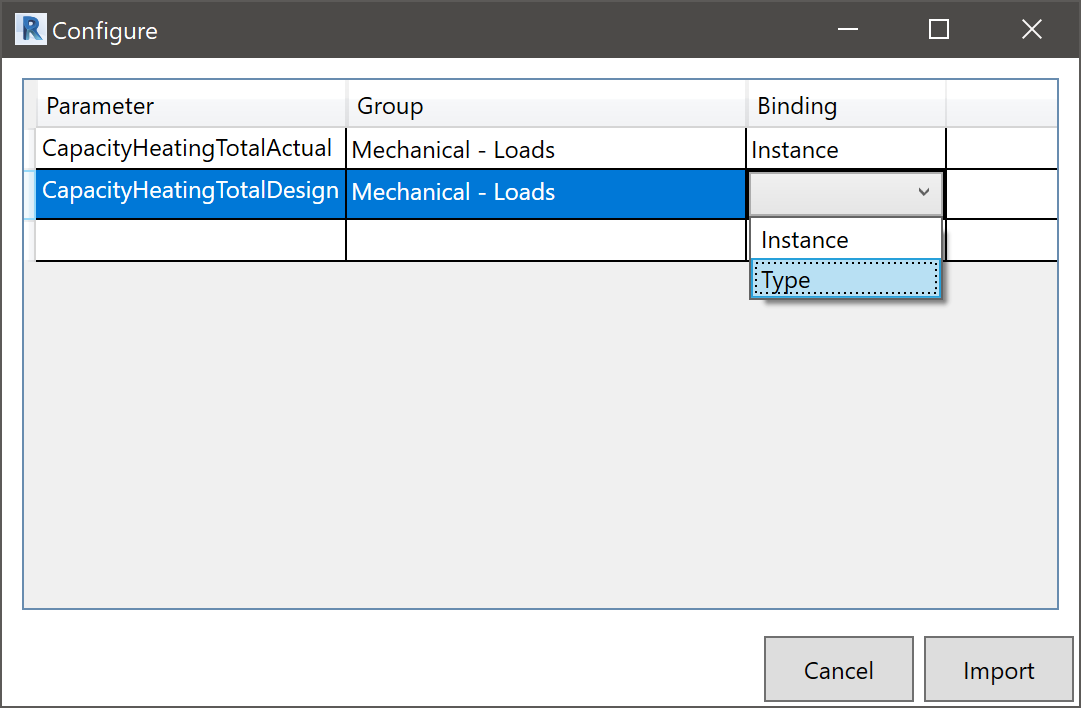 R Configure
Parameter Group Binding
CapacityHeatingTotalActual Mechanical - Loads Instance
CapacityHeatingTotalDesign Mechanical - Loads
Instance
Type
Cancel Import